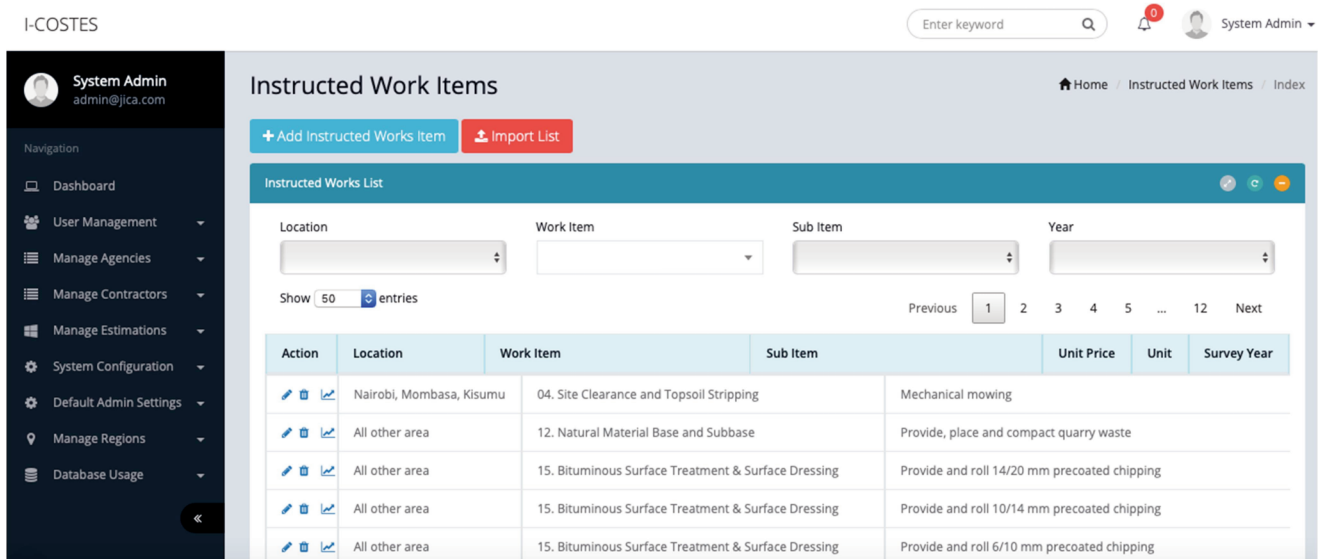 I-COSTES
Enter keyword
0
System Admin
System Admin
admin@jica.com
Navigation
Dashboard
User Management
Manage Agencies
Manage Contractors
Manage Estimations
System Configuration
Default Admin Settings
Manage Regions
Database Usage
«
Instructed Work Items
Home / Instructed Work Items / Index
+ Add Instructed Works Item
Import List
Instructed Works List
Location Work Item Sub Item Year
Show 50 entries
Previous 1 2 3 4 5 ... 12 Next
Action Location Work Item Sub Item Unit Price Unit Survey Year
Nairobi, Mombasa, Kisumu 04. Site Clearance and Topsoil Stripping Mechanical mowing
All other area 12. Natural Material Base and Subbase Provide, place and compact quarry waste
All other area 15. Bituminous Surface Treatment & Surface Dressing Provide and roll 14/20 mm precoated chipping
All other area 15. Bituminous Surface Treatment & Surface Dressing Provide and roll 10/14 mm precoated chipping
All other area 15. Bituminous Surface Treatment & Surface Dressing Provide and roll 6/10 mm precoated chipping